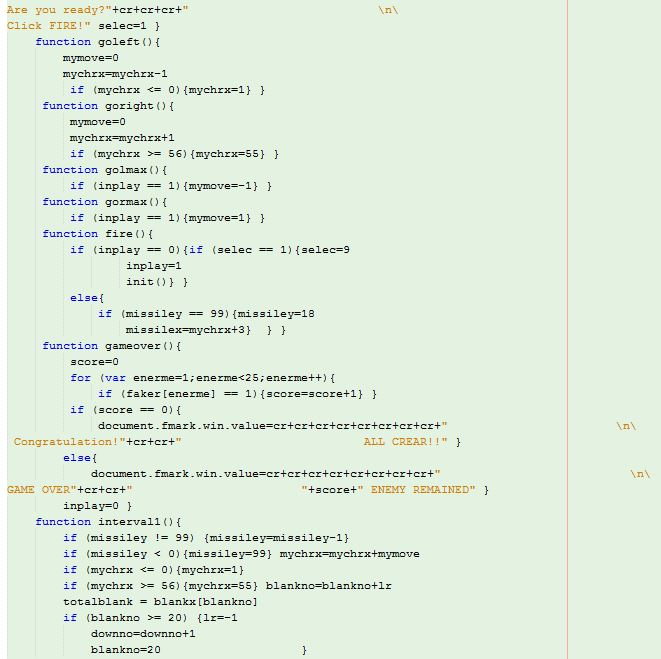 Are you ready?"+cr+cr+cr+" \n\
Click FIRE!" selec=1 }
function goleft(){
mymove=0
mychrx=mychrx-1
if (mychrx <= 0){mychrx=1} }
function goright(){
mymove=0
mychrx=mychrx+1
if (mychrx >= 56){mychrx=55} }
function golmax(){
if (inplay == 1){mymove=-1} }
function gormax(){
if (inplay == 1){mymove=1} }
function fire(){
if (inplay == 0){if (selec == 1){selec=9
inplay=1
init()} }
else{
if (missiley == 99){missiley=18
missilex=mychrx+3} } }
function gameover(){
score=0
for (var enerme=1;enerme<25;enerme++){
if (faker[enerme] == 1){score=score+1} }
if (score == 0){
document.fmark.win.value=cr+cr+cr+cr+cr+cr+cr+cr+" \n\
Congratulation!"+cr+cr+" ALL CREAR!!" }
else{
document.fmark.win.value=cr+cr+cr+cr+cr+cr+cr+cr+" \n\
GAME OVER"+cr+cr+" "+score+" ENEMY REMAINED" }
inplay=0 }
function interval1(){
if (missiley != 99) {missiley=missiley-1}
if (missiley < 0){missiley=99} mychrx=mychrx+mymove
if (mychrx <= 0){mychrx=1}
if (mychrx >= 56){mychrx=55} blankno=blankno+lr
totalblank = blankx[blankno]
if (blankno >= 20) {lr=-1
downno=downno+1
blankno=20 }